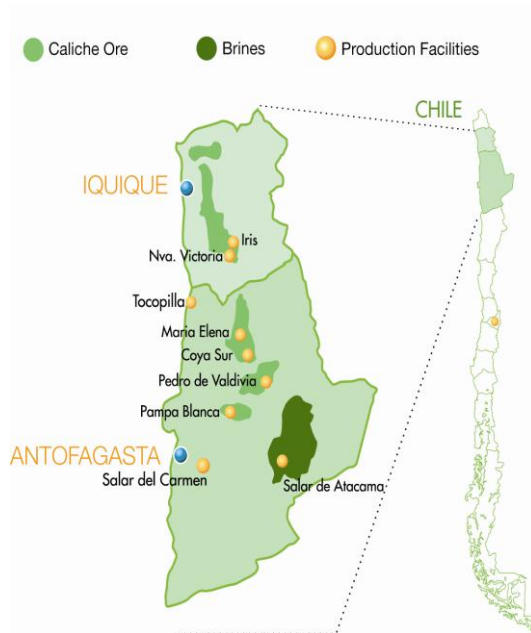 Caliche Ore
Brines
Production Facilities
CHILE
IQUIQUE
Iris
Nva. Victoria
Tocopilla
Maria Elena
Coya Sur
Pedro de Valdivia
Pampa Blanca
ANTOFAGASTA
Salar del Carmen
Salar de Atacama